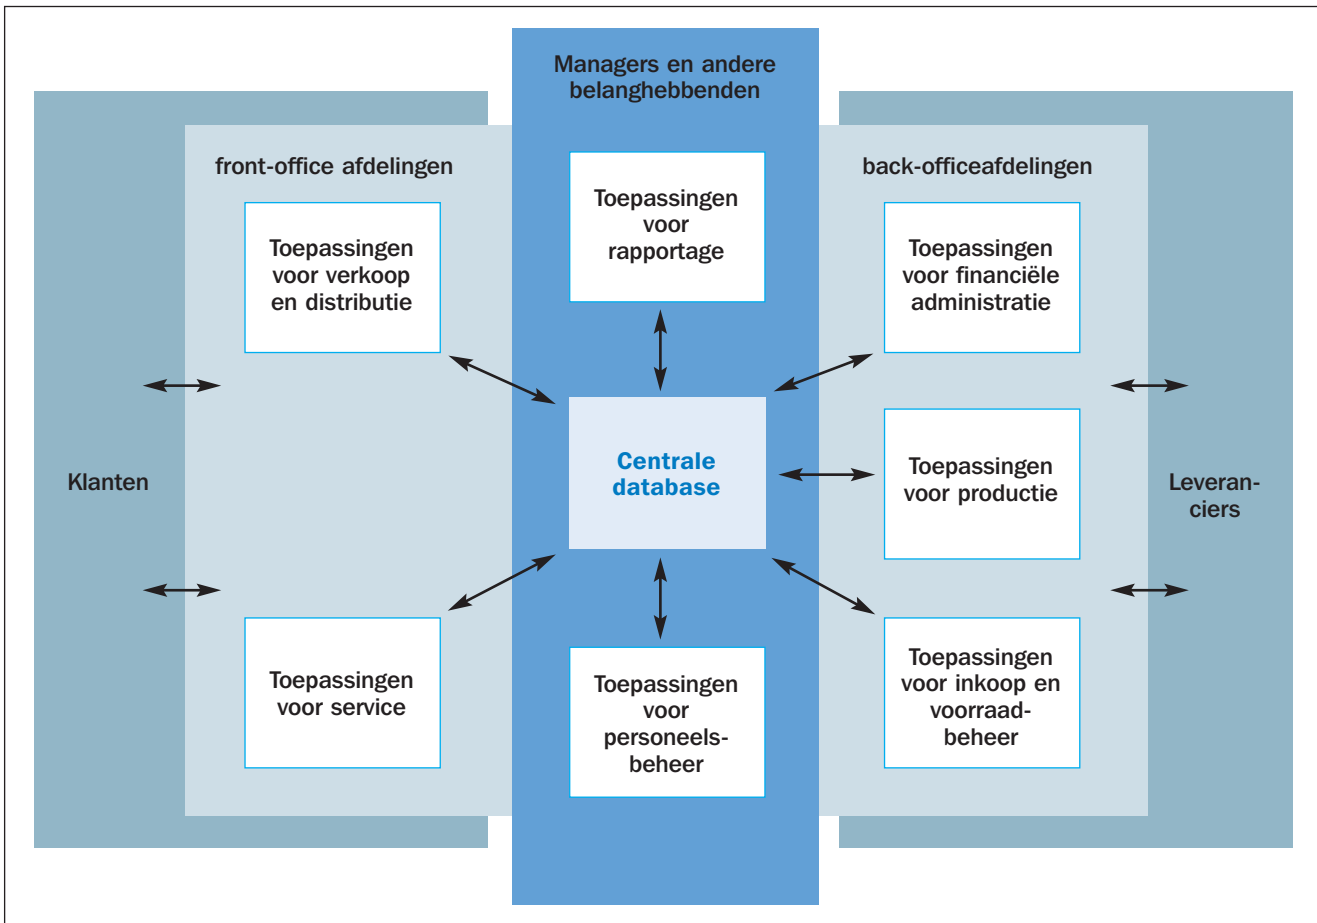 Managers en andere
belanghebbenden
front-office afdelingen
back-officeafdelingen
Toepassingen
voor
rapportage
Toepassingen
voor verkoop
en distributie
Toepassingen
voor financiële
administratie
Klanten
Centrale
database
Toepassingen
voor productie
Leveran-
ciers
Toepassingen
voor service
Toepassingen
voor
personeels-
beheer
Toepassingen
voor inkoop en
voorraad-
beheer